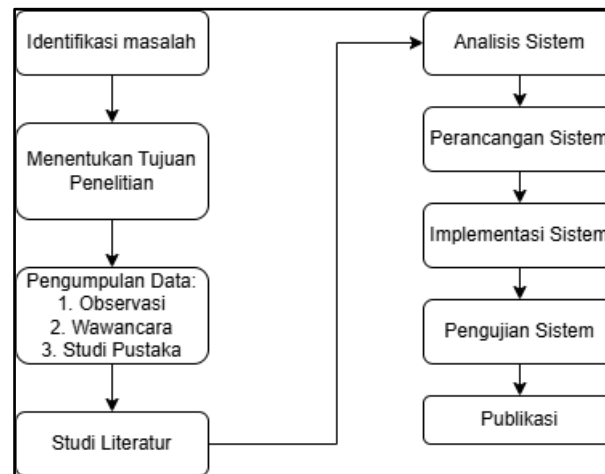 Identifikasi masalah
Menentukan Tujuan
Penelitian
Pengumpulan Data:
1. Observasi
2. Wawancara
3. Studi Pustaka
Studi Literatur
Analisis Sistem
Perancangan Sistem
Implementasi Sistem
Pengujian Sistem
Publikasi